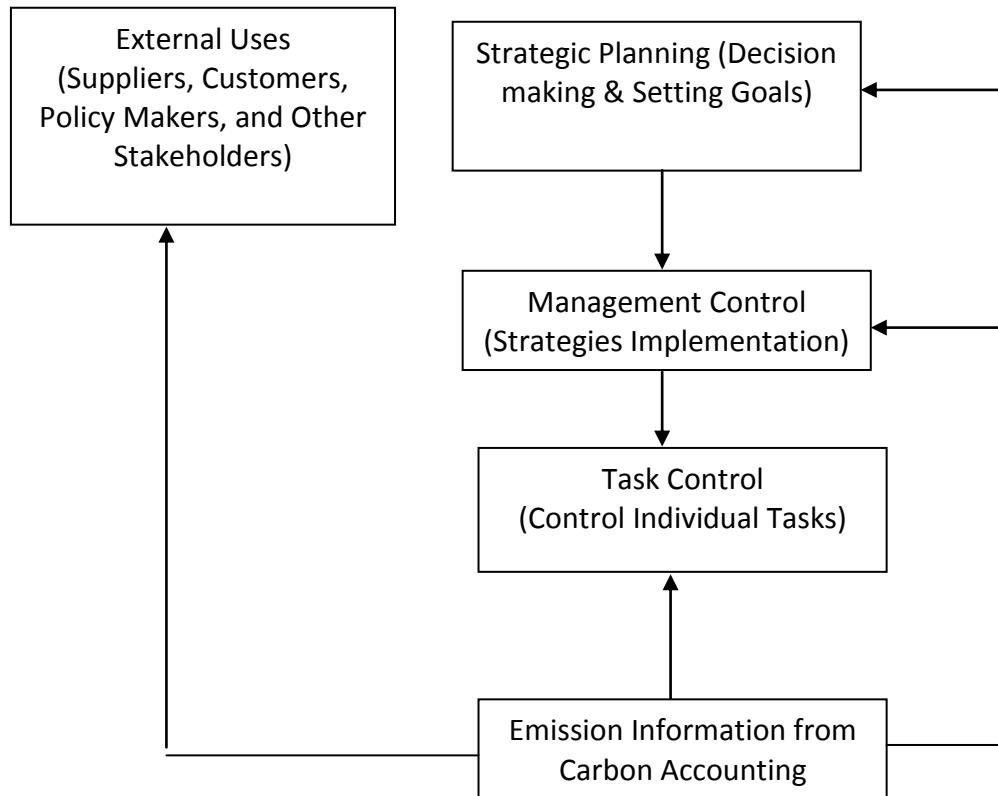 External Uses
(Suppliers, Customers,
Policy Makers, and Other
Stakeholders)
Strategic Planning (Decision
making & Setting Goals)
Management Control
(Strategies Implementation)
Task Control
(Control Individual Tasks)
Emission Information from
Carbon Accounting